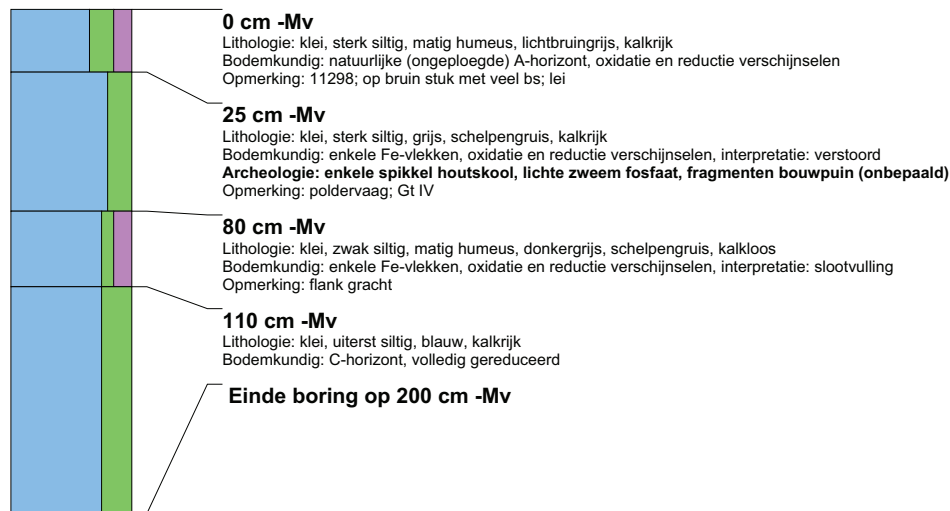 0 cm -Mv
Lithologie: klei, sterk siltig, matig humeus, lichtbruingrijs, kalkrijk
Bodemkundig: natuurlijke (ongeploegde) A-horizont, oxidatie en reductie verschijnselen
Opmerking: 11298; op bruin stuk met veel bs; lei
25 cm -Mv
Lithologie: klei, sterk siltig, grijs, schelpengruis, kalkrijk
Bodemkundig: enkele Fe-vlekken, oxidatie en reductie verschijnselen, interpretatie: verstoord
Archeologie: enkele spikkel houtskool, lichte zweem fosfaat, fragmenten bouwpuin (onbepaald)
Opmerking: poldervaag; Gt IV
80 cm -Mv
Lithologie: klei, zwak siltig, matig humeus, donkergrijs, schelpengruis, kalkloos
Bodemkundig: enkele Fe-vlekken, oxidatie en reductie verschijnselen, interpretatie: slootvulling
Opmerking: flank gracht
110 cm -Mv
Lithologie: klei, uiterst siltig, blauw, kalkrijk
Bodemkundig: C-horizont, volledig gereduceerd
Einde boring op 200 cm -Mv